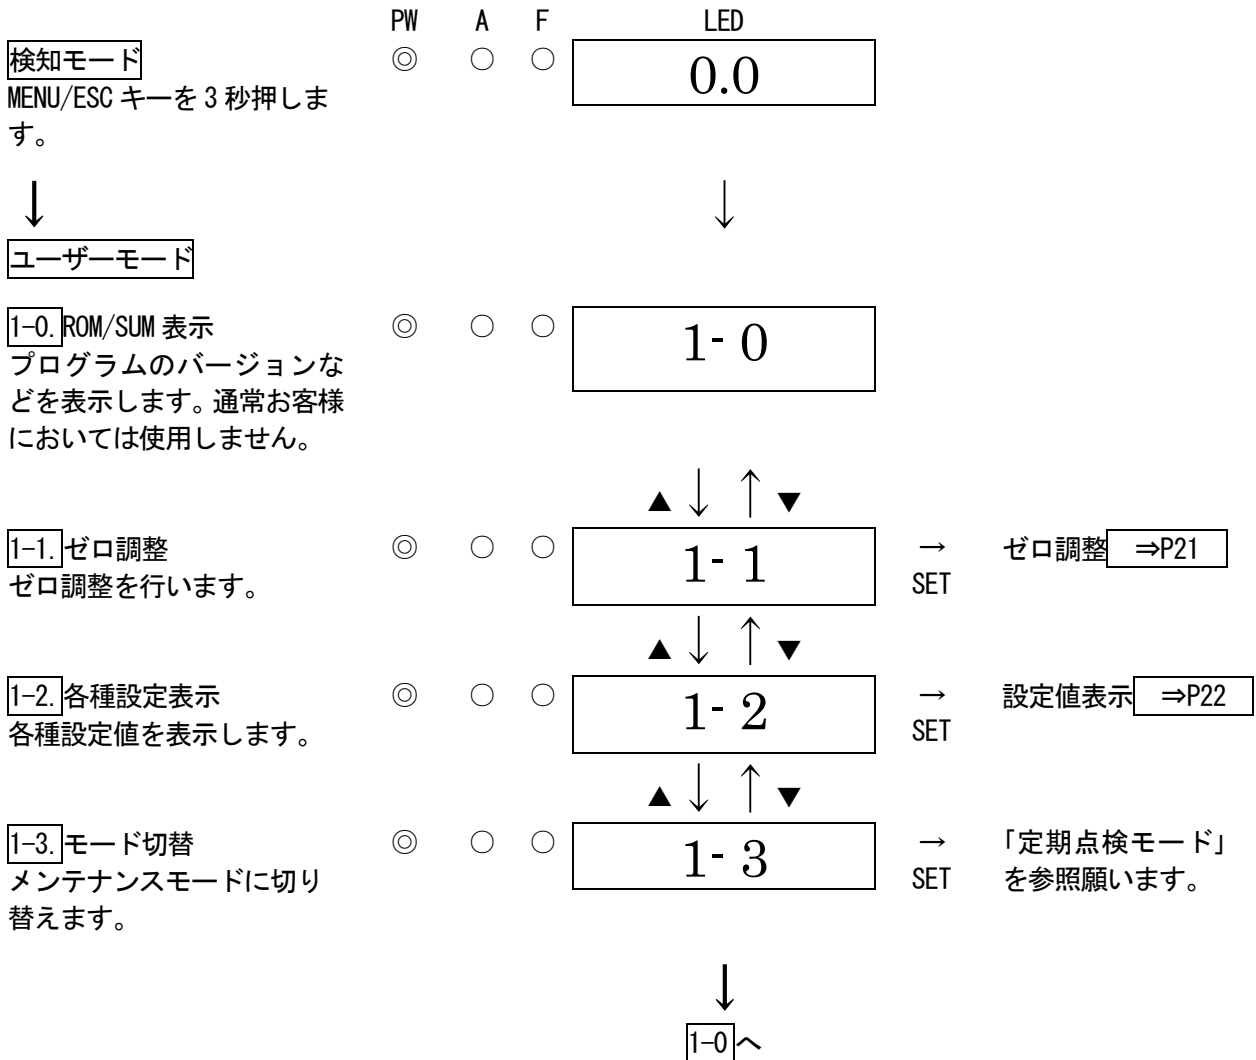 PW A F LED
検知モード ◎ ○ ○ 0.0
MENU/ESC キーを 3 秒押しま
す。
↓ ↓
ユーザーモード
1-0. ROM/SUM 表示 ◎ ○ ○ 1- 0
プログラムのバージョンな
どを表示します。通常お客様
においては使用しません。
▲ ↓ ↑ ▼
1-1. ゼロ調整 ◎ ○ ○ 1- 1 → ゼロ調整 ⇒P21
ゼロ調整を行います。 SET
▲ ↓ ↑ ▼
1-2. 各種設定表示 ◎ ○ ○ 1- 2 → 設定値表示 ⇒P22
各種設定値を表示します。 SET
▲ ↓ ↑ ▼
1-3. モード切替 ◎ ○ ○ 1- 3 → 「定期点検モード」
メンテナンスモードに切り SET を参照願います。
替えます。
↓
1-0 へ